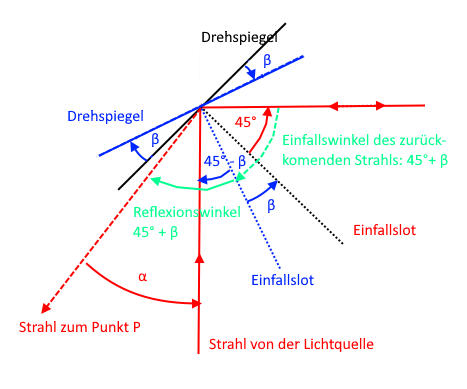 Drehspiegel
β
Drehspiegel
β
45°
Einfallswinkel des zurück-
komenden Strahls: 45°+ β
45° - β
β
Reflexionswinkel
45° + β
Einfallslot
α
Einfallslot
Strahl zum Punkt P
Strahl von der Lichtquelle